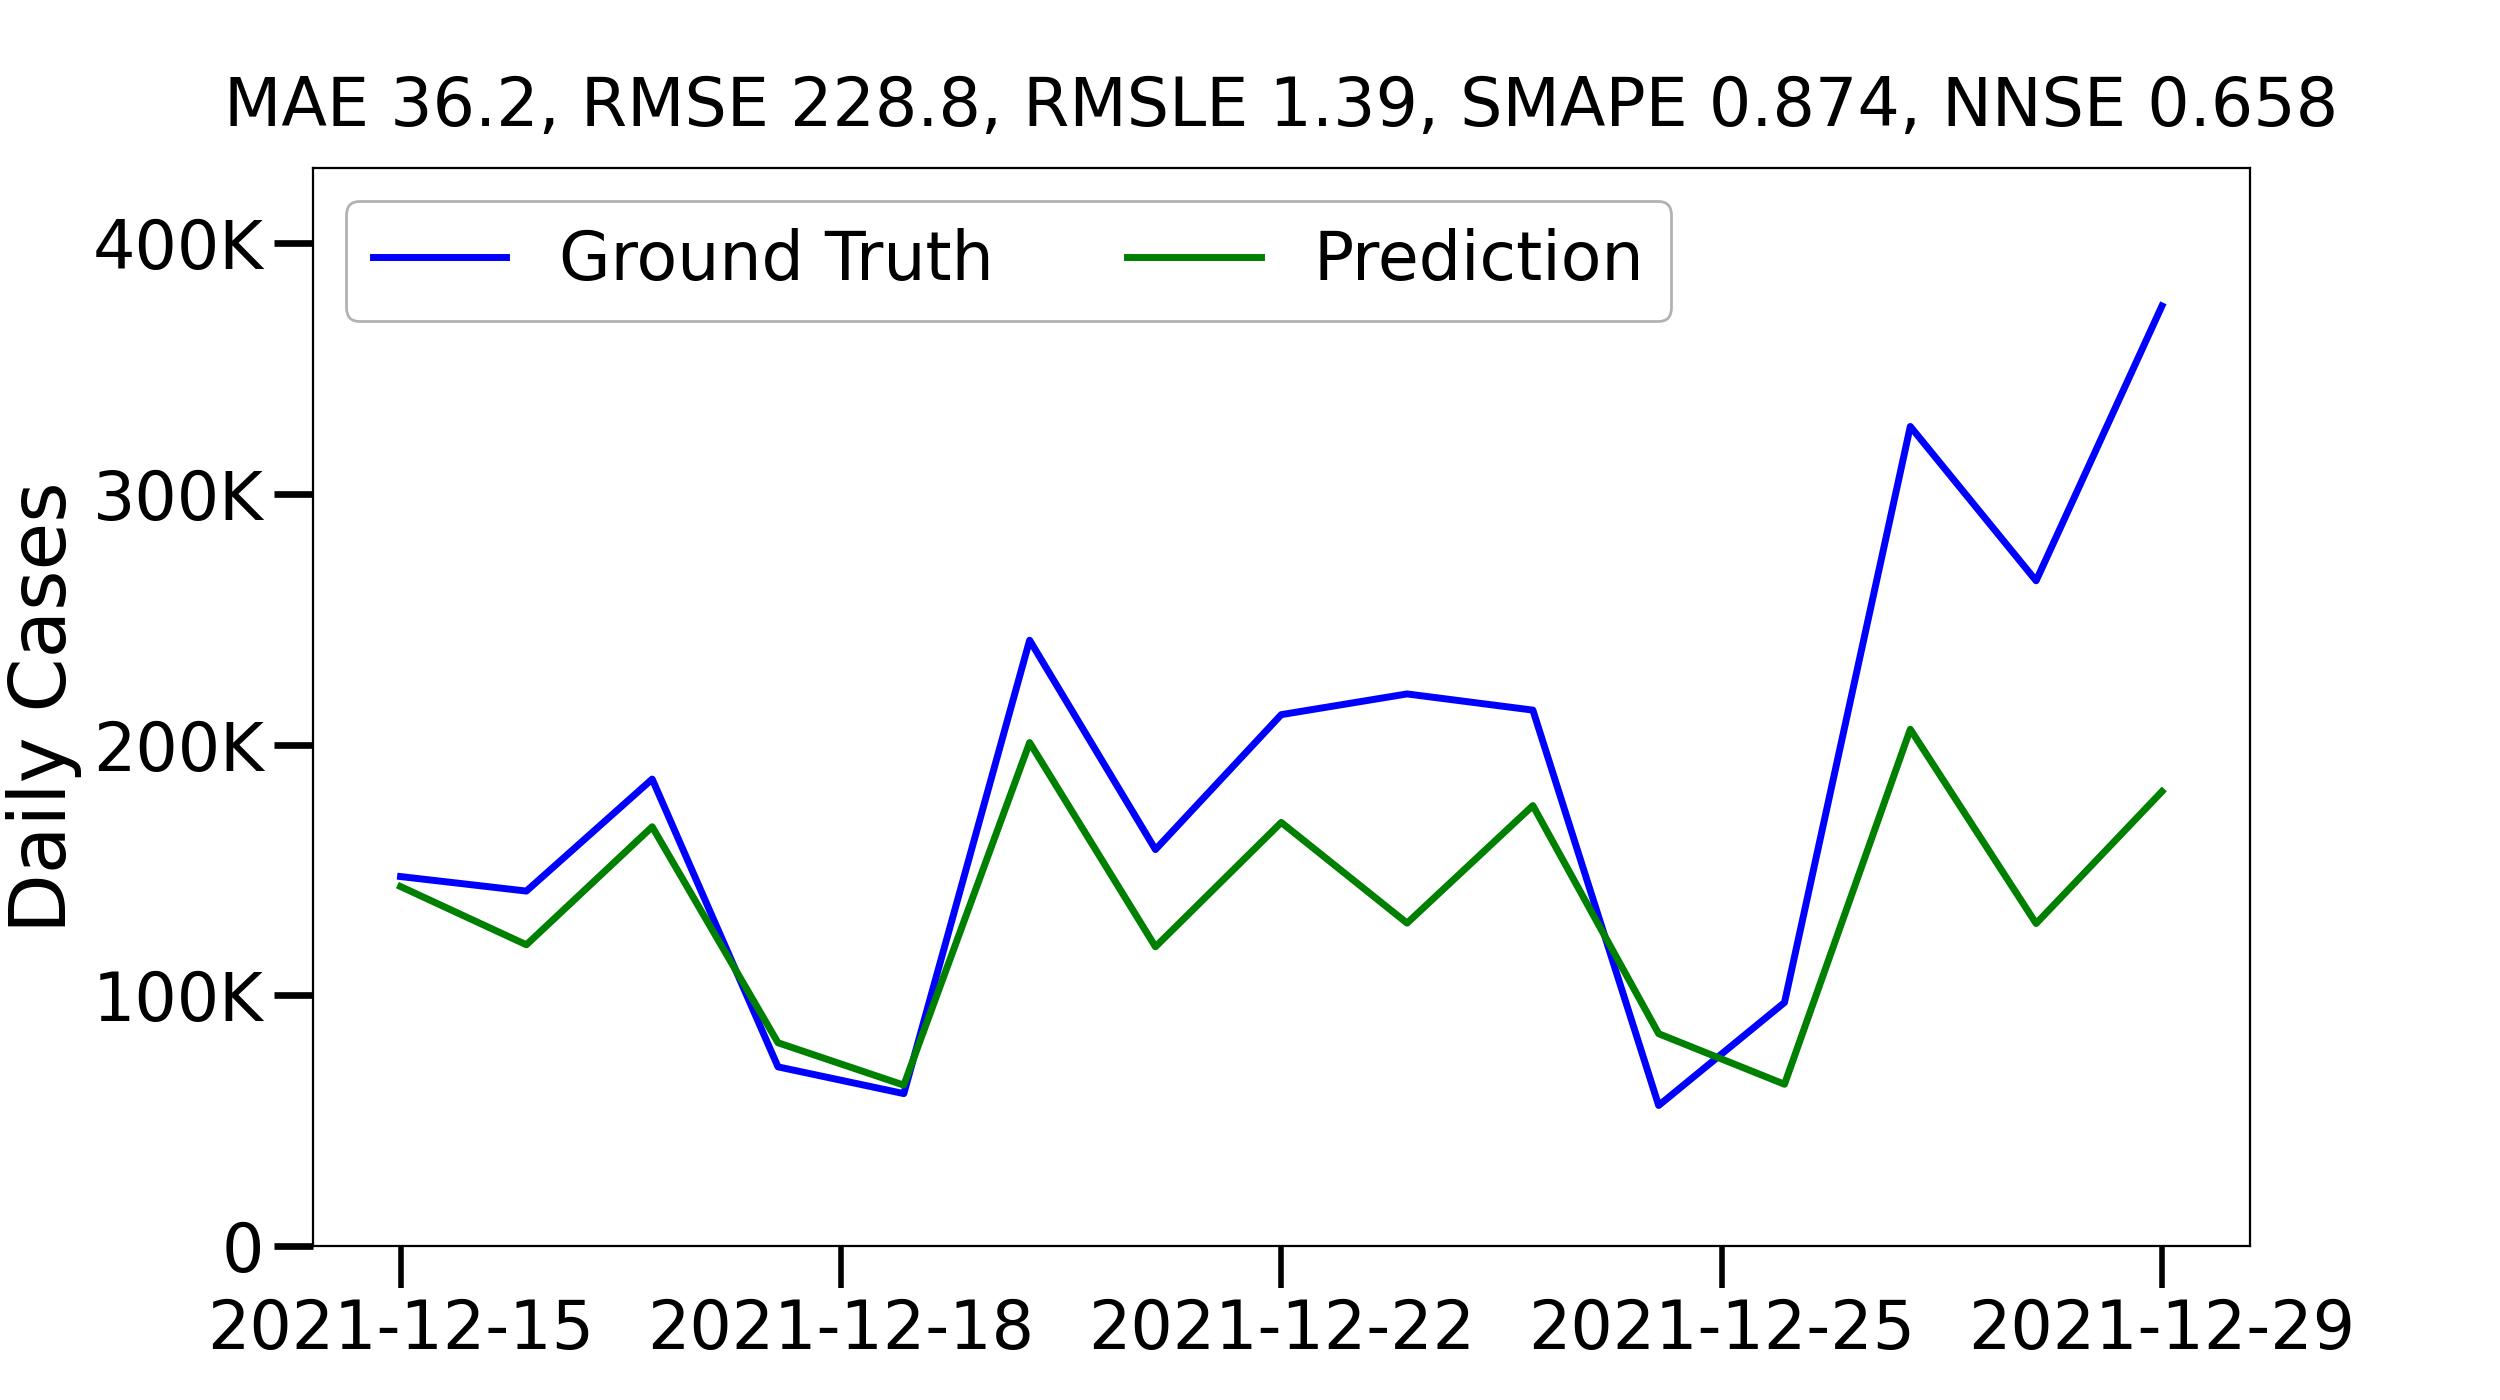 MAE 36.2, RMSE 228.8, RMSLE 1.39, SMAPE 0.874, NNSE 0.658
Ground Truth
Prediction
Daily Cases
400K
300K
200K
100K
0
2021-12-15
2021-12-18
2021-12-22
2021-12-25
2021-12-29